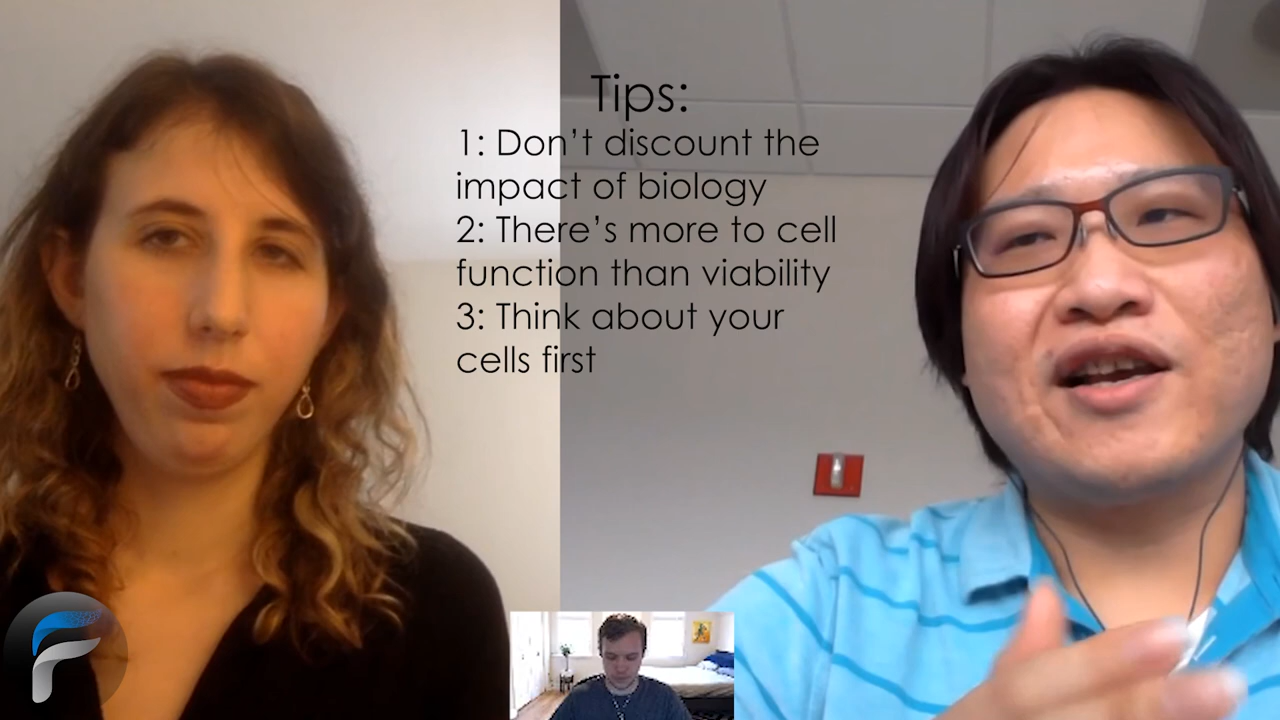 Tips:
1: Don’t discount the
impact of biology
2: There’s more to cell
function than viability
3: Think about your
cells first